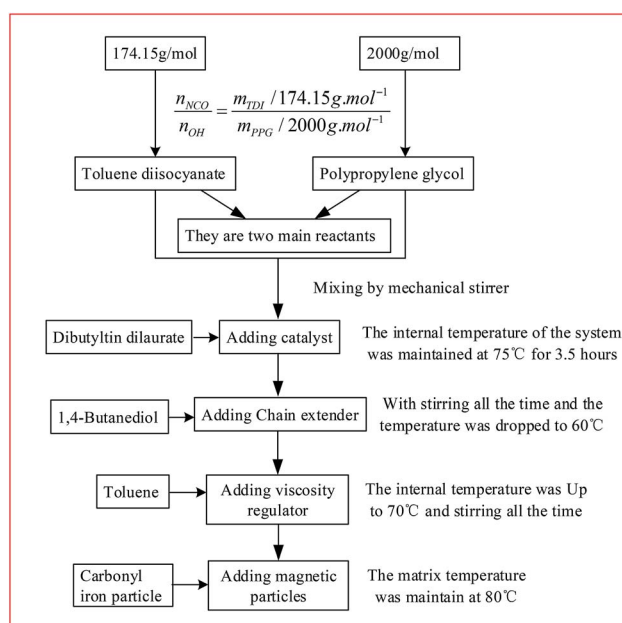 174.15g/mol
2000g/mol
n_NCO / n_OH = m_TDI / 174.15g.mol⁻¹ / m_PPG / 2000g.mol⁻¹
Toluene diisocyanate
Polypropylene glycol
They are two main reactants
Mixing by mechanical stirrer
Dibutyltin dilaurate
Adding catalyst
The internal temperature of the system
was maintained at 75℃ for 3.5 hours
1,4-Butanediol
Adding Chain extender
With stirring all the time and the
temperature was dropped to 60℃
Toluene
Adding viscosity
regulator
The internal temperature was Up
to 70℃ and stirring all the time
Carbonyl
iron particle
Adding magnetic
particles
The matrix temperature
was maintain at 80℃